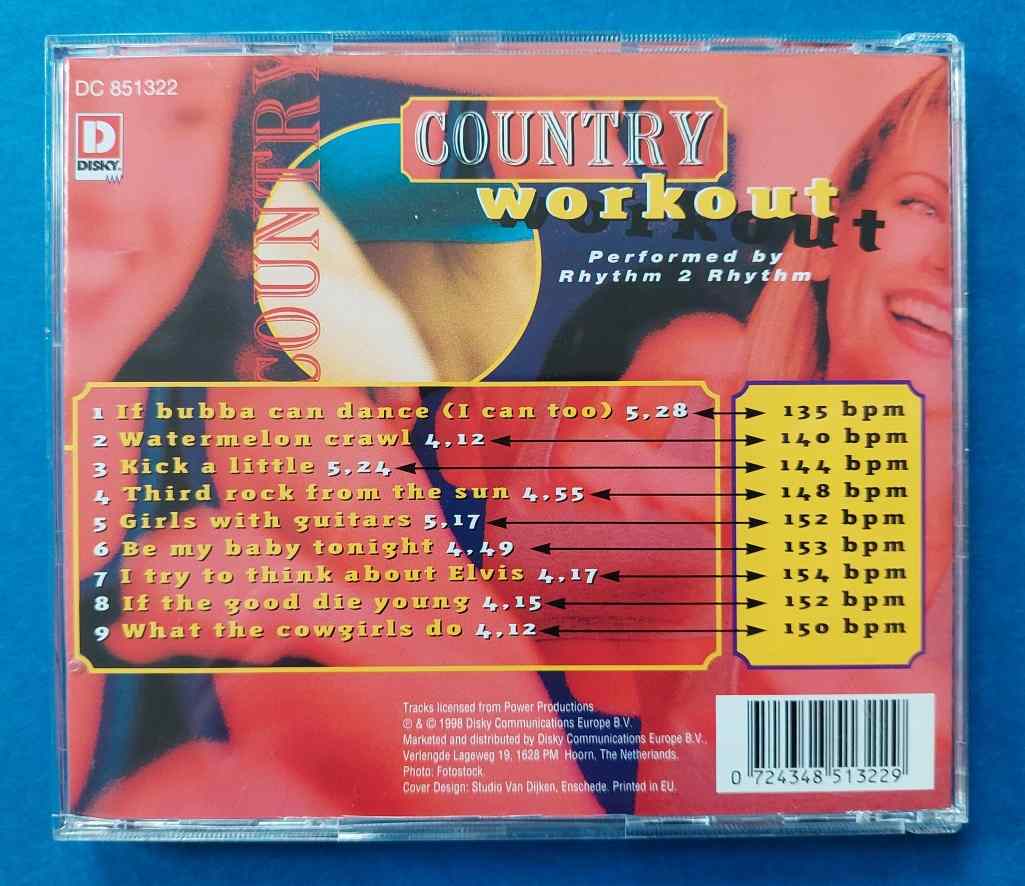 DC 851322
D
DISKY
COUNTRY
COUNTRY
workout
workout
Performed by
Rhythm 2 Rhythm
1 If bubba can dance (I can too) 5,28 135 bpm
2 Watermelon crawl 4,12 140 bpm
3 Kick a little 5,24 144 bpm
4 Third rock from the sun 4,55 148 bpm
5 Girls with guitars 5,17 152 bpm
6 Be my baby tonight 4,49 153 bpm
7 I try to think about Elvis 4,17 154 bpm
8 If the good die young 4,15 152 bpm
9 What the cowgirls do 4,12 150 bpm
Tracks licensed from Power Productions
℗ & © 1998 Disky Communications Europe B.V.
Marketed and distributed by Disky Communications Europe B.V.,
Verlengde Lageweg 19, 1628 PM Hoorn, The Netherlands.
Photo: Fotostock.
Cover Design: Studio Van Dijken, Enschede. Printed in EU.
0 724348 513229